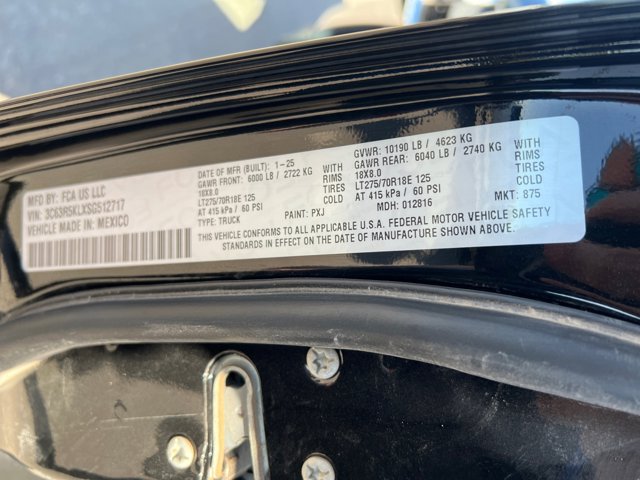 MFD BY: FCA US LLC
3C63R5KLXSG512717
VEHICLE MADE IN: MEXICO
DATE OF MFR (BUILT): 1-25
GAWR FRONT: 6000 LB / 2722 KG
18X8.0
LT275/70R18E 125
AT 415 kPa / 60 PSI
TYPE: TRUCK
WITH
RIMS
TIRES
COLD
PAINT: PXJ
GVWR: 10190 LB / 4623 KG
GAWR REAR: 6040 LB / 2740 KG
18X8.0
LT275/70R18E 125
AT 415 kPa / 60 PSI
MDH: 012816
WITH
RIMS
TIRES
COLD
MKT: 875
THIS VEHICLE CONFORMS TO ALL APPLICABLE U.S.A. FEDERAL MOTOR VEHICLE SAFETY
STANDARDS IN EFFECT ON THE DATE OF MANUFACTURE SHOWN ABOVE.